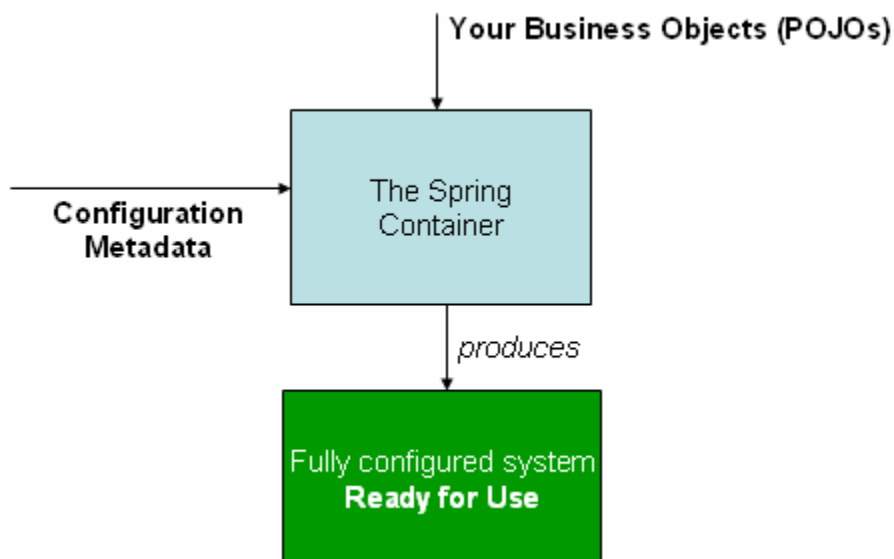 Your Business Objects (POJOs)
The Spring
Container
Configuration
Metadata
produces
Fully configured system
Ready for Use